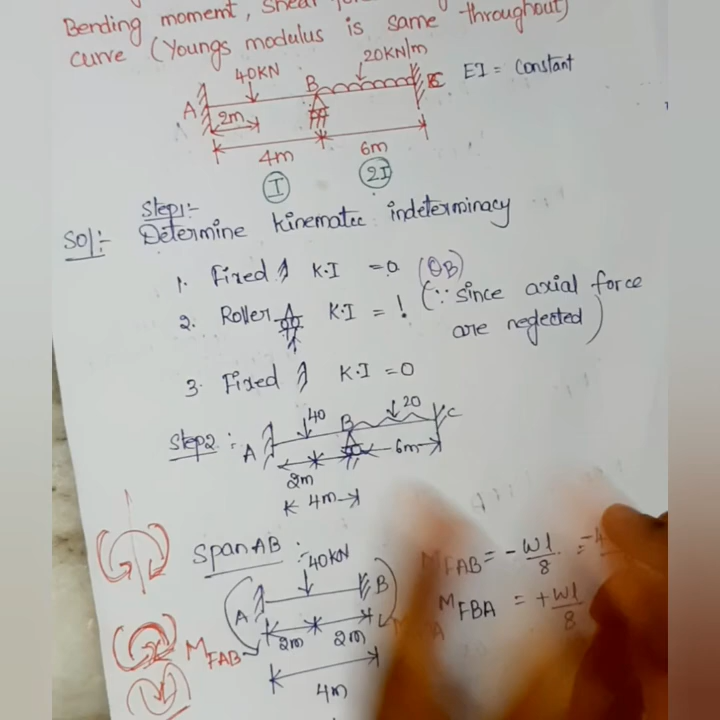 Bending moment, Shear
curve (Youngs modulus is same throughout)
40KN B 20KN/m C EI = Constant
A
2m
4m 6m
I 2I
Step1:-
Sol:- Determine kinematic indeterminacy
1. Fixed K.I = 0 (θB)
2. Roller K.I = ! (∵ since axial force
are neglected)
3. Fixed K.I = 0
Step2: A 40 B 20 C
2m 6m
4m
Span AB : 40KN
A B
2m 2m
4m
MFAB
MFAB = -Wl/8 =
MFBA = +Wl/8